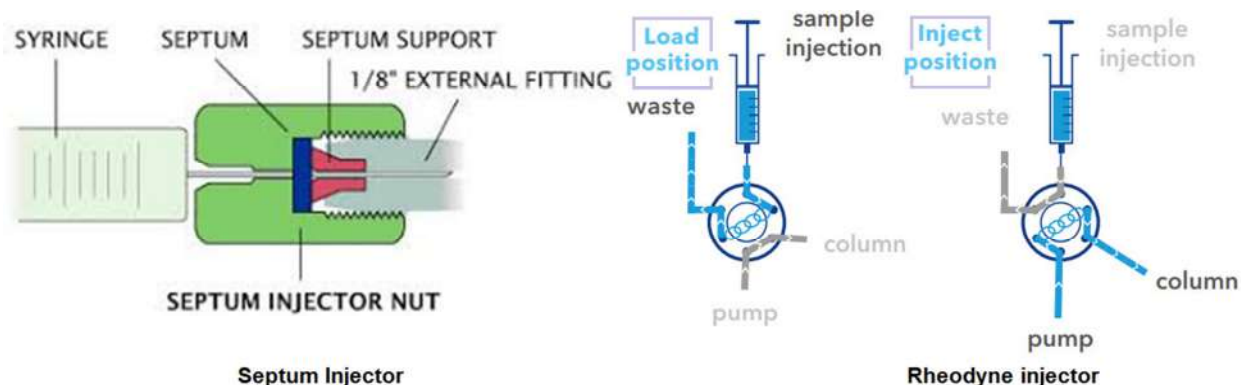 SYRINGE
SEPTUM
SEPTUM SUPPORT
1/8" EXTERNAL FITTING
SEPTUM INJECTOR NUT
Septum Injector
Load
position
sample
injection
waste
column
pump
Inject
position
sample
injection
waste
column
pump
Rheodyne injector